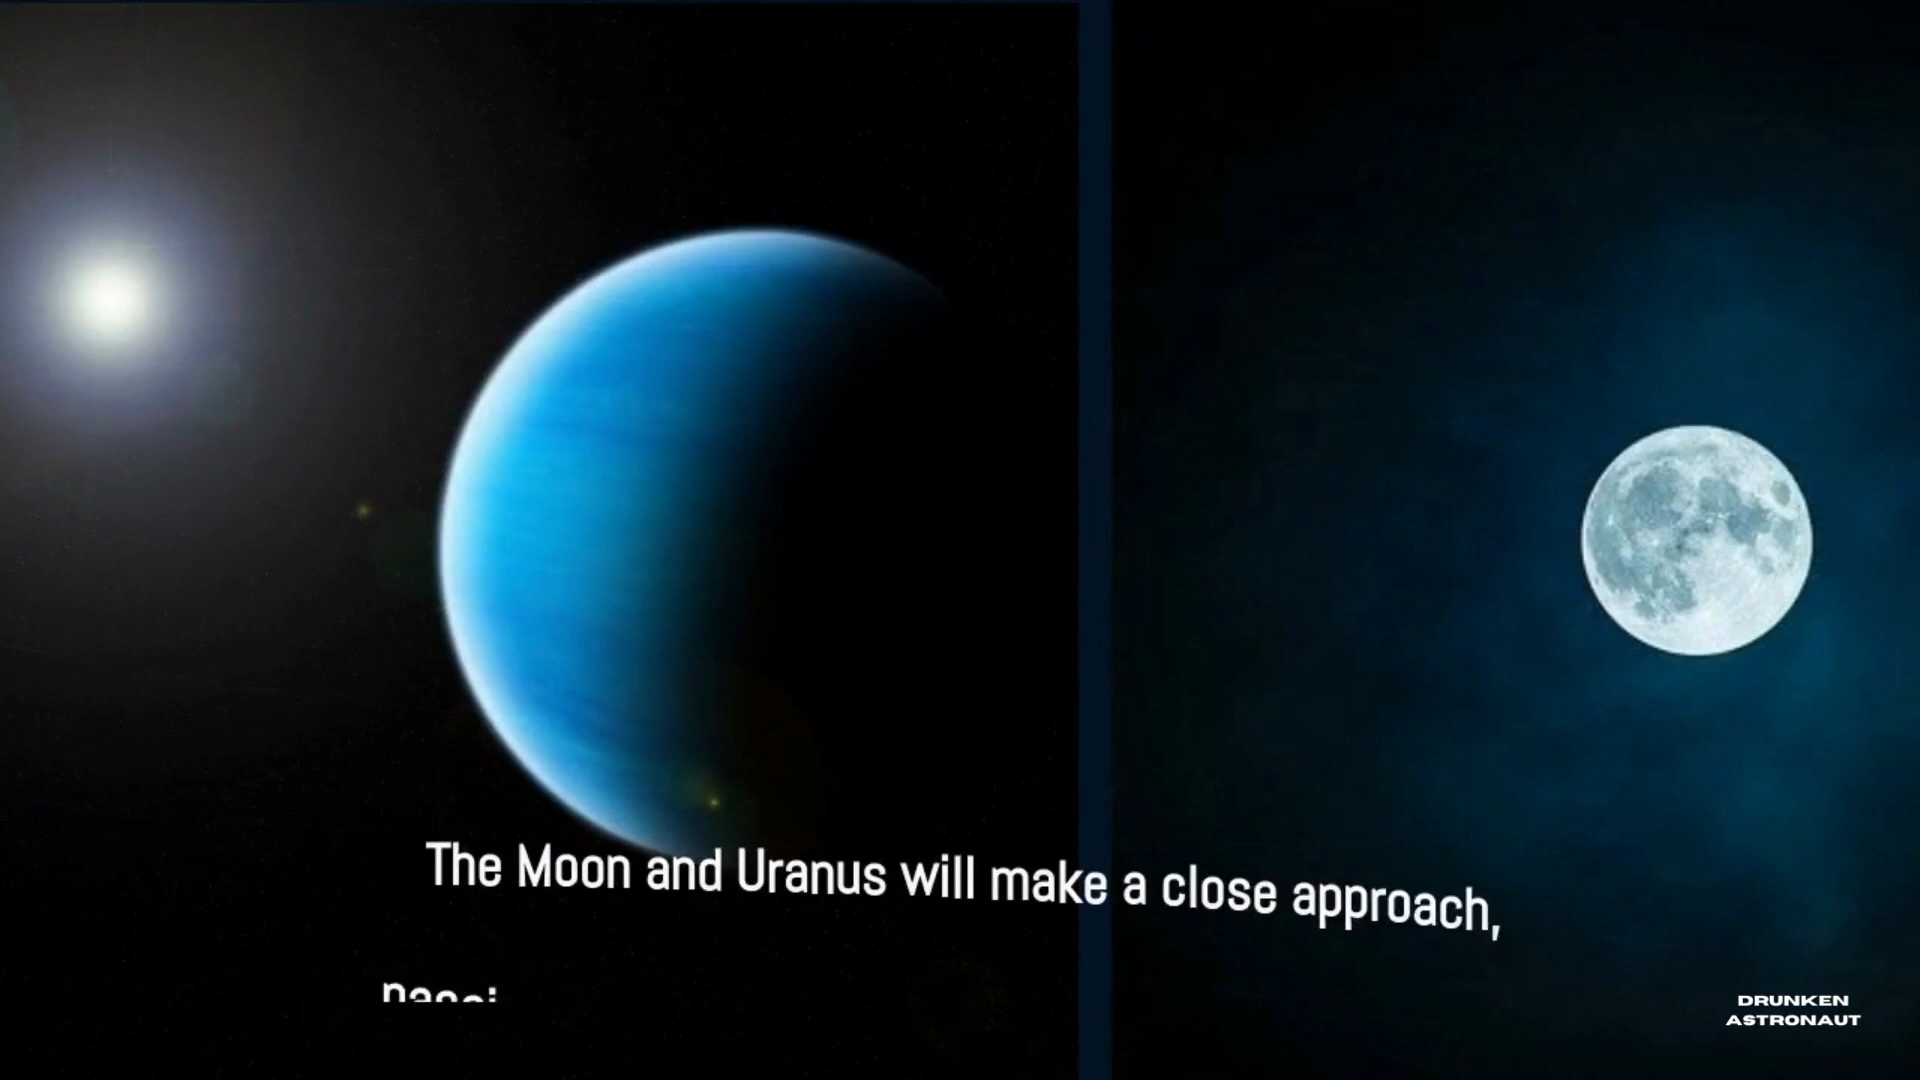 The Moon and Uranus will make a close approach,
DRUNKEN
ASTRONAUT